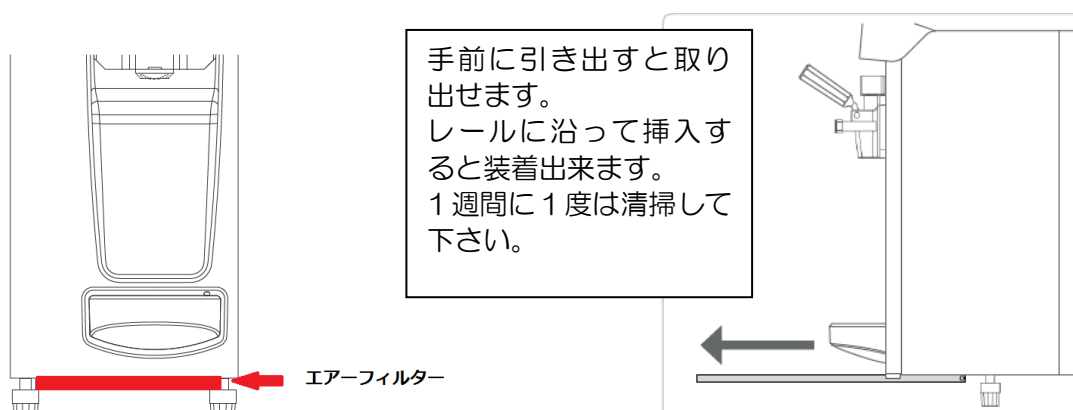 手前に引き出すと取り
出せます。
レールに沿って挿入す
ると装着出来ます。
１週間に１度は清掃して
下さい。
エアーフィルター